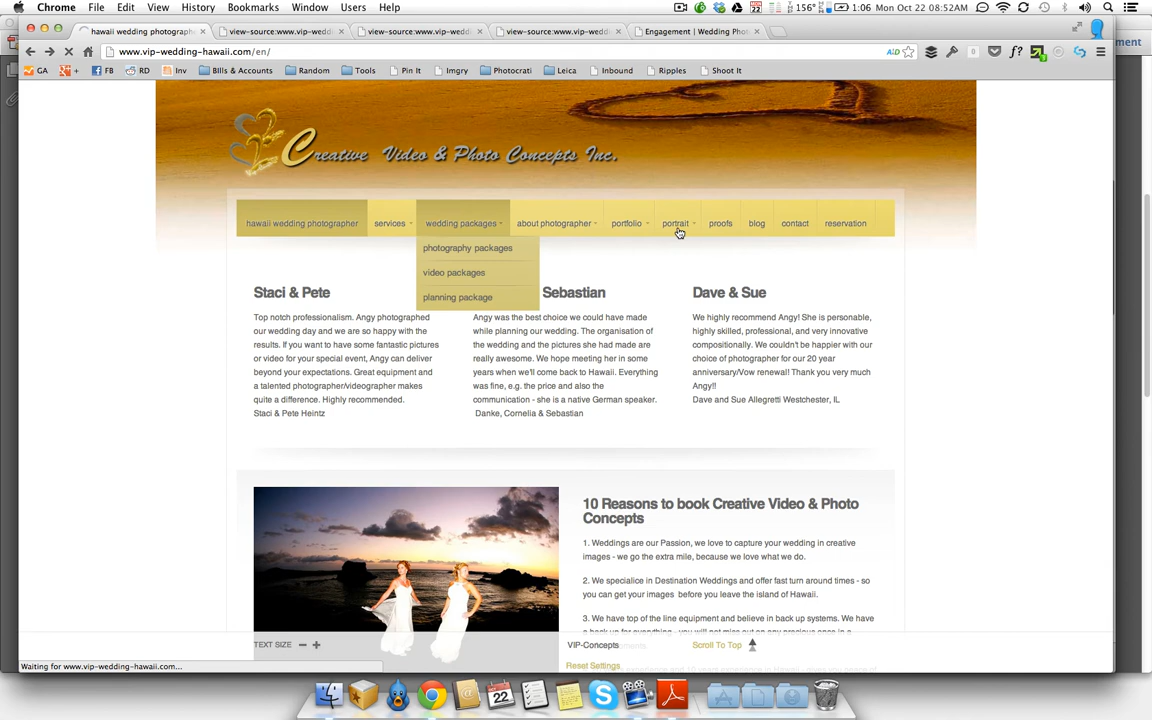 Chrome File Edit View History Bookmarks Window Users Help 156° 1:06 Mon Oct 22 08:52AM
hawaii wedding photograph view-source:www.vip-wedd view-source:www.vip-weddi view-source:www.vip-wedd Engagement | Wedding Phot
www.vip-wedding-hawaii.com/en/
GA + FB RD Inv BIlls & Accounts Random Tools Pin It Imgry Photocrati Leica Inbound Ripples Shoot It
ment
Creative Video & Photo Concepts Inc.
hawaii wedding photographer services wedding packages about photographer portfolio portrait proofs blog contact reservation
photography packages
video packages
planning package
Staci & Pete
Top notch professionalism. Angy photographed
our wedding day and we are so happy with the
results. If you want to have some fantastic pictures
or video for your special event, Angy can deliver
beyond your expectations. Great equipment and
a talented photographer/videographer makes
quite a difference. Highly recommended.
Staci & Pete Heintz
Sebastian
Angy was the best choice we could have made
while planning our wedding. The organisation of
the wedding and the pictures she had made are
really awesome. We hope meeting her in some
years when we'll come back to Hawaii. Everything
was fine, e.g. the price and also the
communication - she is a native German speaker.
Danke, Cornelia & Sebastian
Dave & Sue
We highly recommend Angy! She is personable,
highly skilled, professional, and very innovative
compositionally. We couldn't be happier with our
choice of photographer for our 20 year
anniversary/Vow renewal! Thank you very much
Angy!!
Dave and Sue Allegretti Westchester, IL
10 Reasons to book Creative Video & Photo
Concepts
1. Weddings are our Passion, we love to capture your wedding in creative
images - we go the extra mile, because we love what we do.
2. We specialice in Destination Weddings and offer fast turn around times - so
you can get your images before you leave the island of Hawaii.
3. We have top of the line equipment and believe in back up systems. We have
TEXT SIZE
VIP-Concepts
Scroll To Top
Reset Settings
Waiting for www.vip-wedding-hawaii.com...
OCT 22